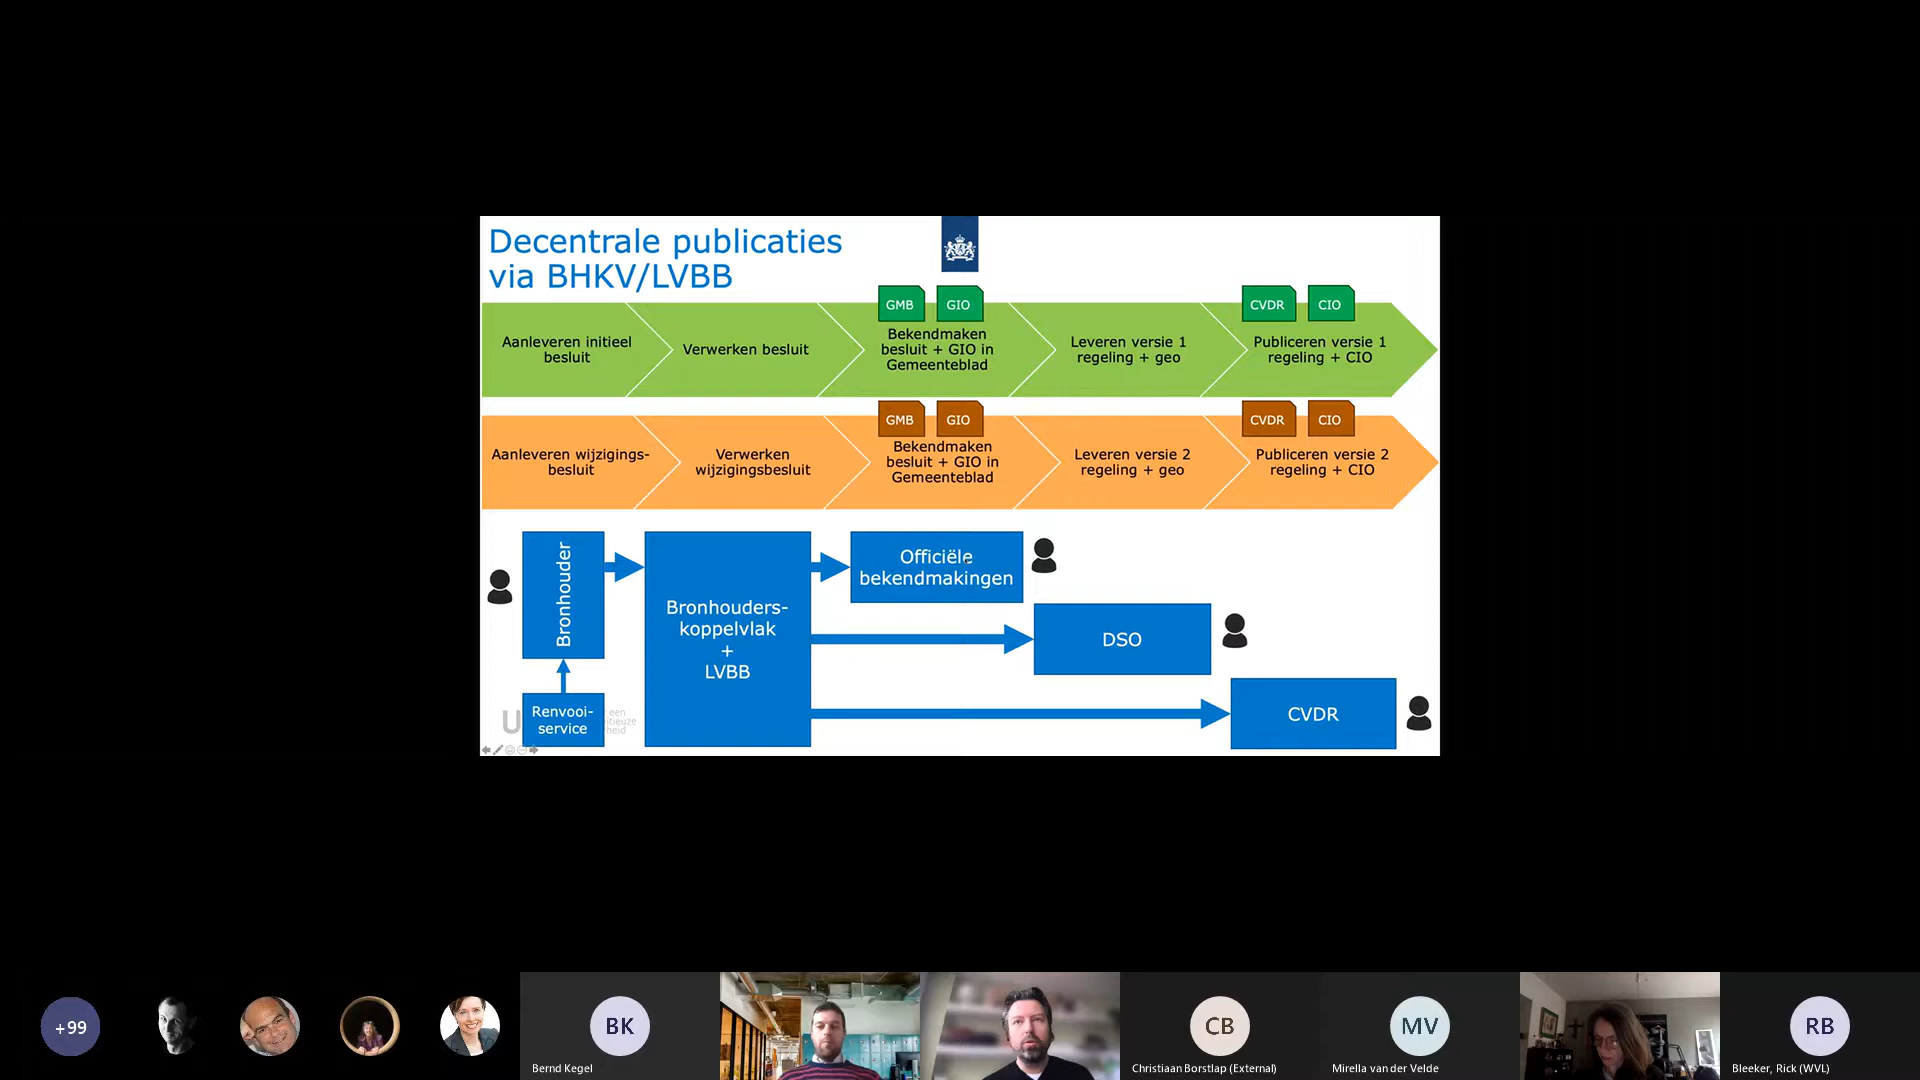 Decentrale publicaties
via BHKV/LVBB
GMB
GIO
CVDR
CIO
Aanleveren initieel
besluit
Verwerken besluit
Bekendmaken
besluit + GIO in
Gemeenteblad
Leveren versie 1
regeling + geo
Publiceren versie 1
regeling + CIO
GMB
GIO
CVDR
CIO
Aanleveren wijzigings-
besluit
Verwerken
wijzigingsbesluit
Bekendmaken
besluit + GIO in
Gemeenteblad
Leveren versie 2
regeling + geo
Publiceren versie 2
regeling + CIO
Bronhouder
Bronhouders-
koppelvlak
+
LVBB
Officiële
bekendmakingen
DSO
CVDR
Renvooi-
service
U
een
+99
BK
Bernd Kegel
CB
Christiaan Borstlap (External)
MV
Mirella van der Velde
RB
Bleeker, Rick (WVL)